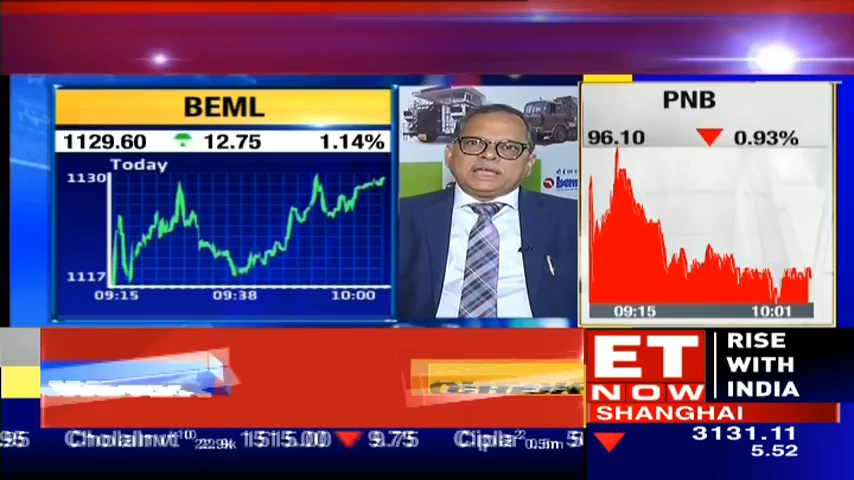 BEML
1129.60 12.75 1.14%
Today
1130
1117
09:15 09:38 10:00
PNB
96.10 0.93%
09:15 10:01
ET
NOW
RISE
WITH
INDIA
SHANGHAI
3131.11
5.52
1515.00 9.75 Cipla 0.5m